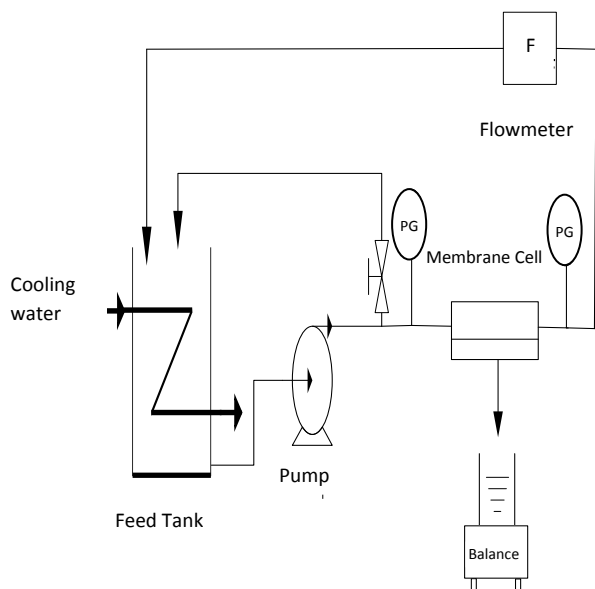 F
Flowmeter
PG
PG
Membrane Cell
Cooling
water
Pump
Feed Tank
Balance